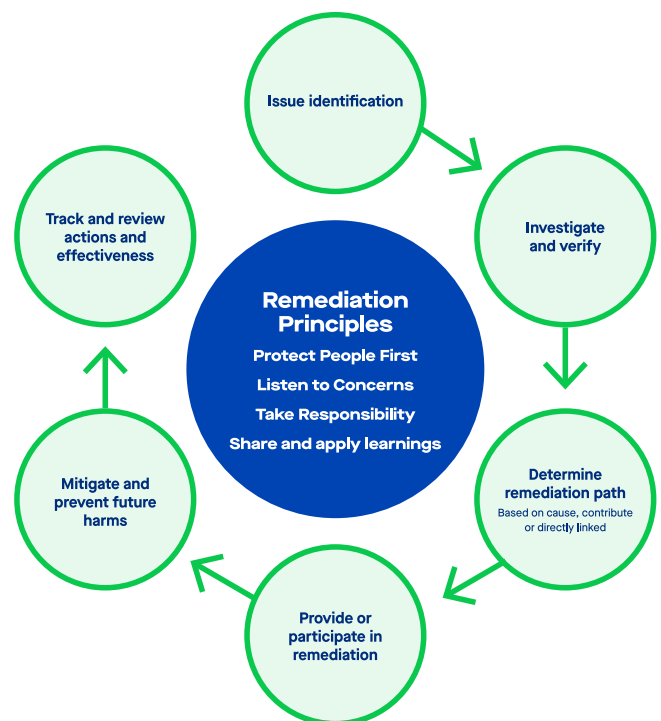 Issue identification
Investigate
and verify
Determine
remediation path
Based on cause, contribute
or directly linked
Provide or
participate in
remediation
Mitigate and
prevent future
harms
Track and review
actions and
effectiveness
Remediation
Principles
Protect People First
Listen to Concerns
Take Responsibility
Share and apply learnings